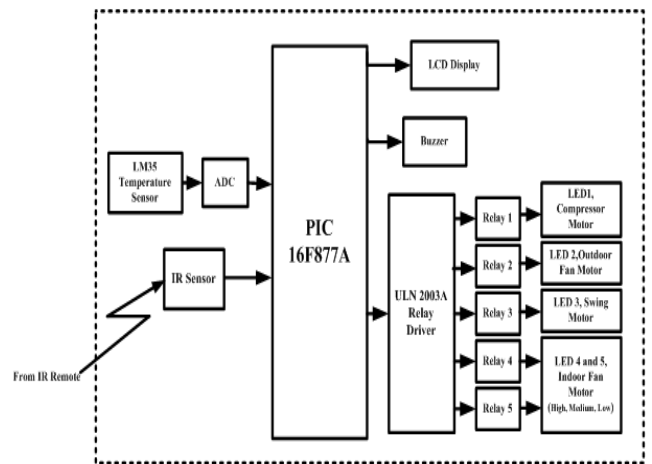 LCD Display
Buzzer
LM35
Temperature
Sensor
ADC
PIC
16F877A
IR Sensor
From IR Remote
ULN 2003A
Relay
Driver
Relay 1
LED1,
Compressor
Motor
Relay 2
LED 2,Outdoor
Fan Motor
Relay 3
LED 3, Swing
Motor
Relay 4
Relay 5
LED 4 and 5,
Indoor Fan
Motor
(High, Medium, Low)